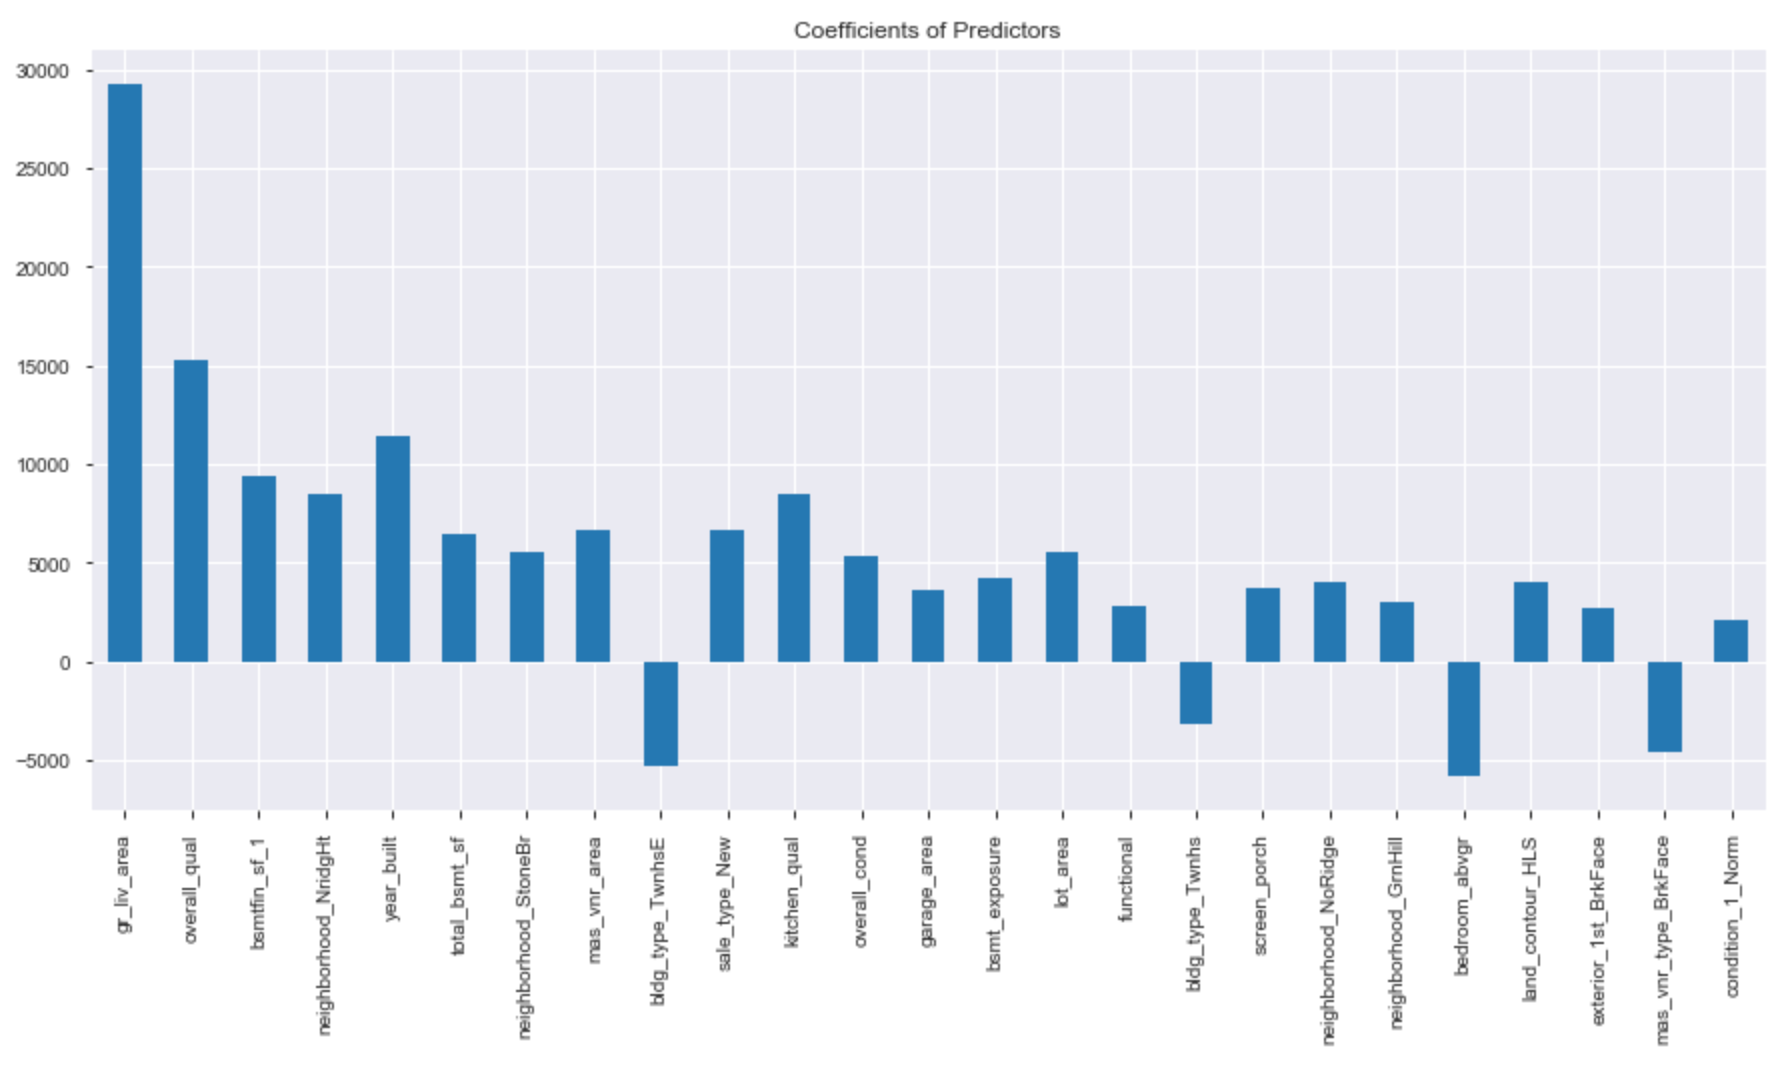 Coefficients of Predictors
30000
25000
20000
15000
10000
5000
0
−5000
gr_liv_area
overall_qual
bsmtfin_sf_1
neighborhood_NridgHt
year_built
total_bsmt_sf
neighborhood_StoneBr
mas_vnr_area
bldg_type_TwnhsE
sale_type_New
kitchen_qual
overall_cond
garage_area
bsmt_exposure
lot_area
functional
bldg_type_Twnhs
screen_porch
neighborhood_NoRidge
neighborhood_GrnHill
bedroom_abvgr
land_contour_HLS
exterior_1st_BrkFace
mas_vnr_type_BrkFace
condition_1_Norm